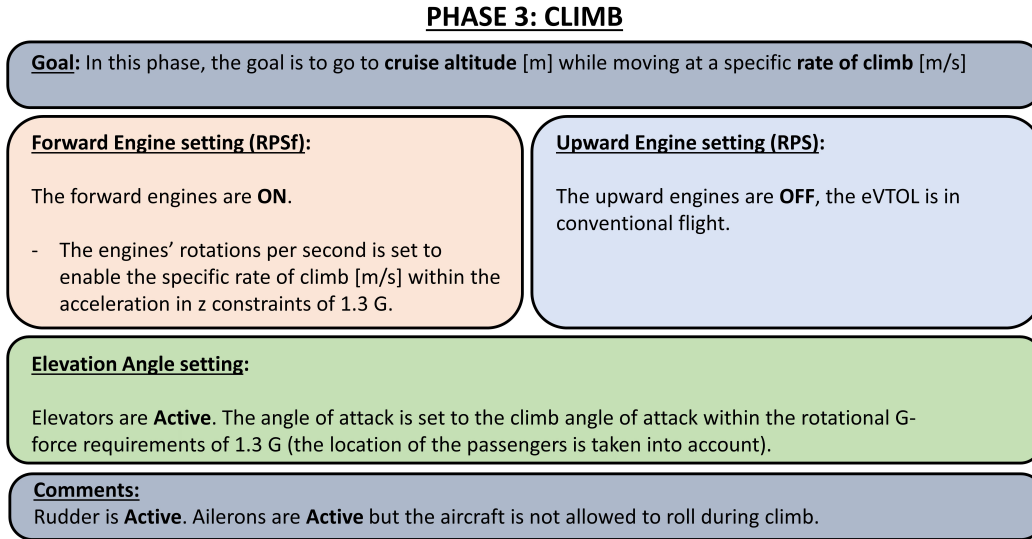 PHASE 3: CLIMB
Goal: In this phase, the goal is to go to cruise altitude [m] while moving at a specific rate of climb [m/s]
Forward Engine setting (RPSf):
The forward engines are ON.
- The engines' rotations per second is set to
enable the specific rate of climb [m/s] within the
acceleration in z constraints of 1.3 G.
Upward Engine setting (RPS):
The upward engines are OFF, the eVTOL is in
conventional flight.
Elevation Angle setting:
Elevators are Active. The angle of attack is set to the climb angle of attack within the rotational G-
force requirements of 1.3 G (the location of the passengers is taken into account).
Comments:
Rudder is Active. Ailerons are Active but the aircraft is not allowed to roll during climb.